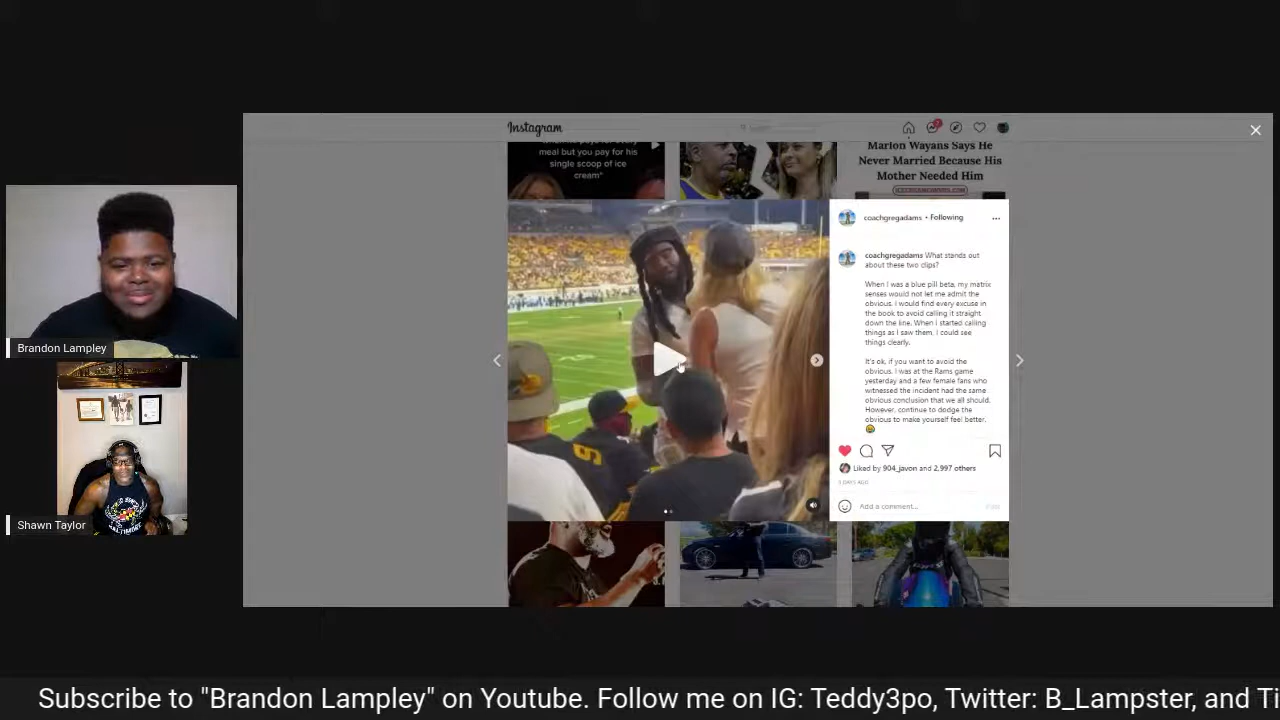 Instagram
meal but you pay for his
single scoop of ice
cream"
Marlon Wayans Says He
Never Married Because His
Mother Needed Him
coachgregadams • Following
coachgregadams What stands out
about these two clips?
When I was a blue pill beta, my matrix
senses would not let me admit the
obvious. I would find every excuse in
the book to avoid calling it straight
down the line. When I started calling
things as I saw them, I could see
things clearly.
It's ok, if you want to avoid the
obvious. I was at the Rams game
yesterday and a few female fans who
witnessed the incident had the same
obvious conclusion that we all should.
However, continue to dodge the
obvious to make yourself feel better.
Liked by 904_javon and 2,997 others
DAYS AGO
Add a comment...
Brandon Lampley
Shawn Taylor
Subscribe to "Brandon Lampley" on Youtube. Follow me on IG: Teddy3po, Twitter: B_Lampster, and Ti